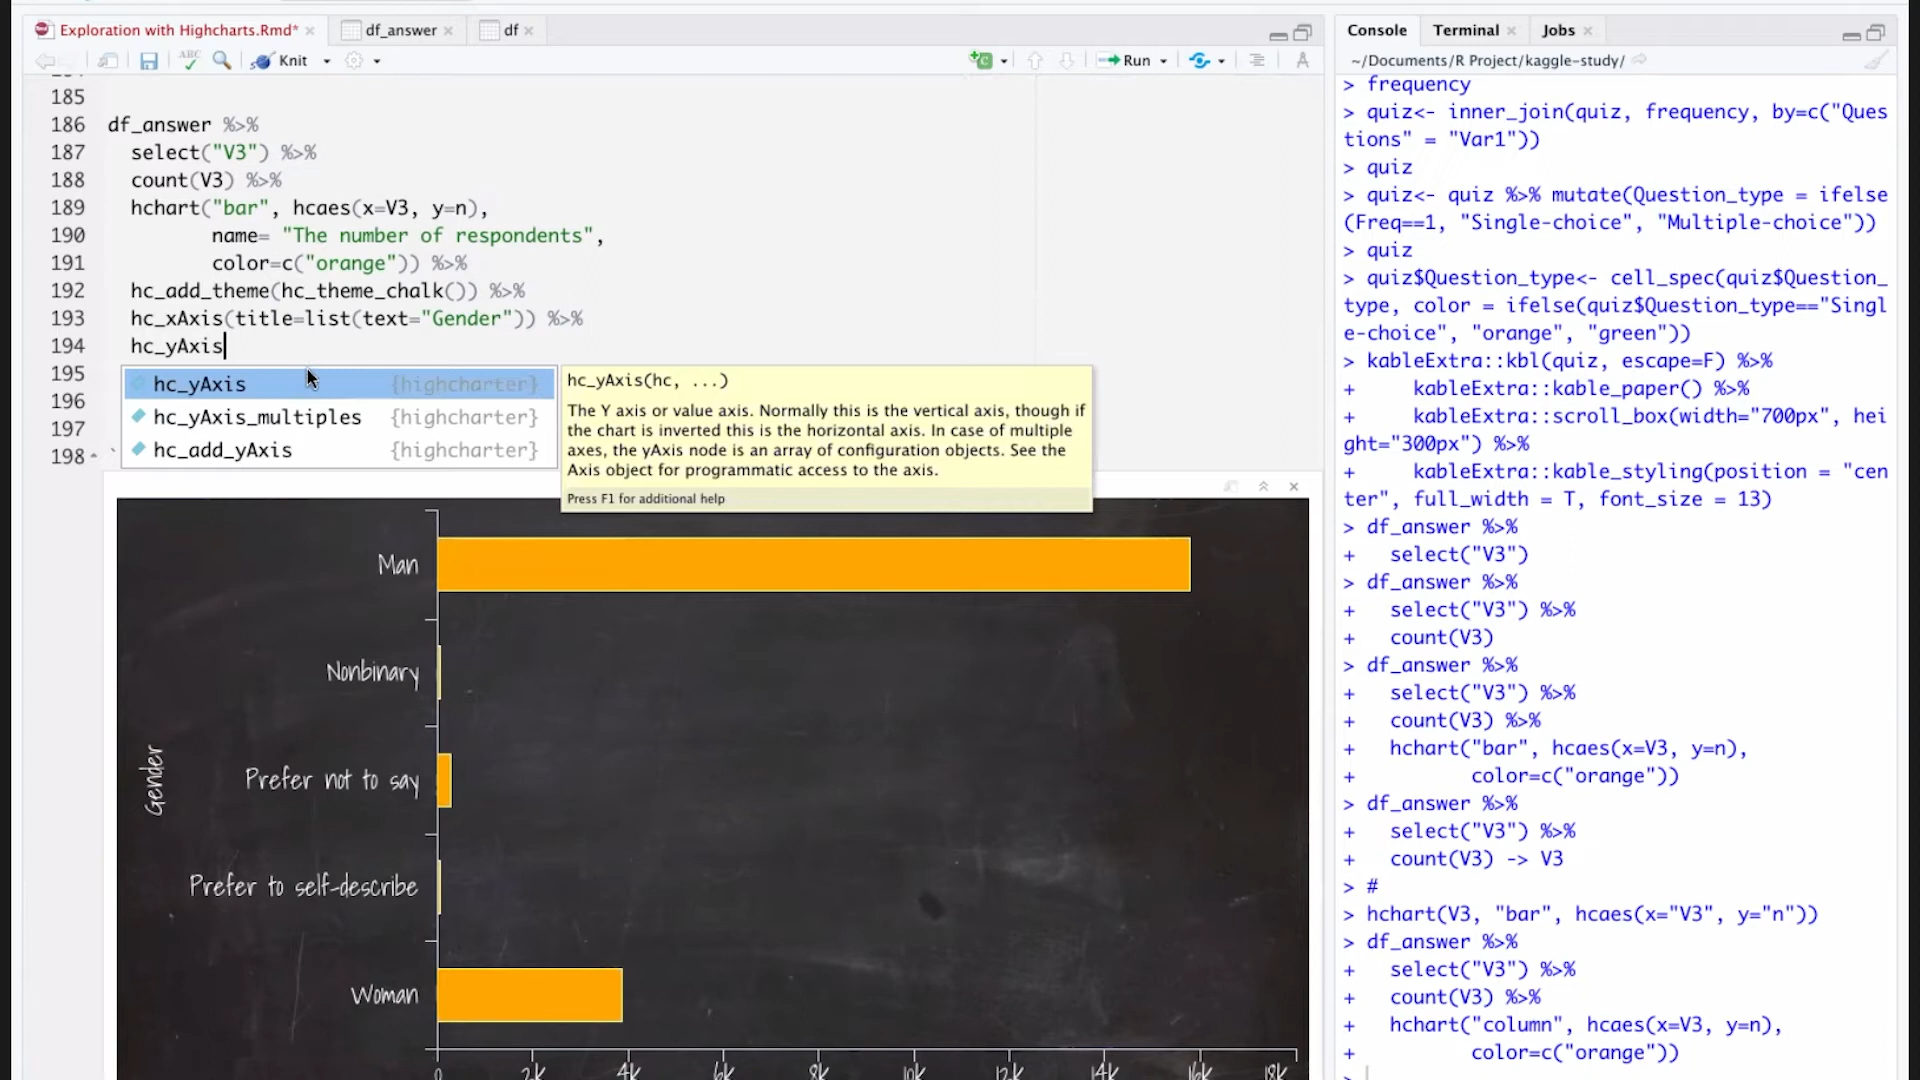 Exploration with Highcharts.Rmd* × df_answer × df ×
Knit Run
185
186 df_answer %>%
187 select("V3") %>%
188 count(V3) %>%
189 hchart("bar", hcaes(x=V3, y=n),
190 name= "The number of respondents",
191 color=c("orange")) %>%
192 hc_add_theme(hc_theme_chalk()) %>%
193 hc_xAxis(title=list(text="Gender")) %>%
194 hc_yAxis
195
196
197
198
hc_yAxis {highcharter}
hc_yAxis_multiples {highcharter}
hc_add_yAxis {highcharter}
hc_yAxis(hc, ...)
The Y axis or value axis. Normally this is the vertical axis, though if
the chart is inverted this is the horizontal axis. In case of multiple
axes, the yAxis node is an array of configuration objects. See the
Axis object for programmatic access to the axis.
Press F1 for additional help
Gender
Man
Nonbinary
Prefer not to say
Prefer to self-describe
Woman
0 2k 4k 6k 8k 10k 12k 14k 16k 18k
Console Terminal × Jobs ×
~/Documents/R Project/kaggle-study/
> frequency
> quiz<- inner_join(quiz, frequency, by=c("Ques
tions" = "Var1"))
> quiz
> quiz<- quiz %>% mutate(Question_type = ifelse
(Freq==1, "Single-choice", "Multiple-choice"))
> quiz
> quiz$Question_type<- cell_spec(quiz$Question_
type, color = ifelse(quiz$Question_type=="Singl
e-choice", "orange", "green"))
> kableExtra::kbl(quiz, escape=F) %>%
+ kableExtra::kable_paper() %>%
+ kableExtra::scroll_box(width="700px", hei
ght="300px") %>%
+ kableExtra::kable_styling(position = "cen
ter", full_width = T, font_size = 13)
> df_answer %>%
+ select("V3")
> df_answer %>%
+ select("V3") %>%
+ count(V3)
> df_answer %>%
+ select("V3") %>%
+ count(V3) %>%
+ hchart("bar", hcaes(x=V3, y=n),
+ color=c("orange"))
> df_answer %>%
+ select("V3") %>%
+ count(V3) -> V3
> #
> hchart(V3, "bar", hcaes(x="V3", y="n"))
> df_answer %>%
+ select("V3") %>%
+ count(V3) %>%
+ hchart("column", hcaes(x=V3, y=n),
+ color=c("orange"))
>